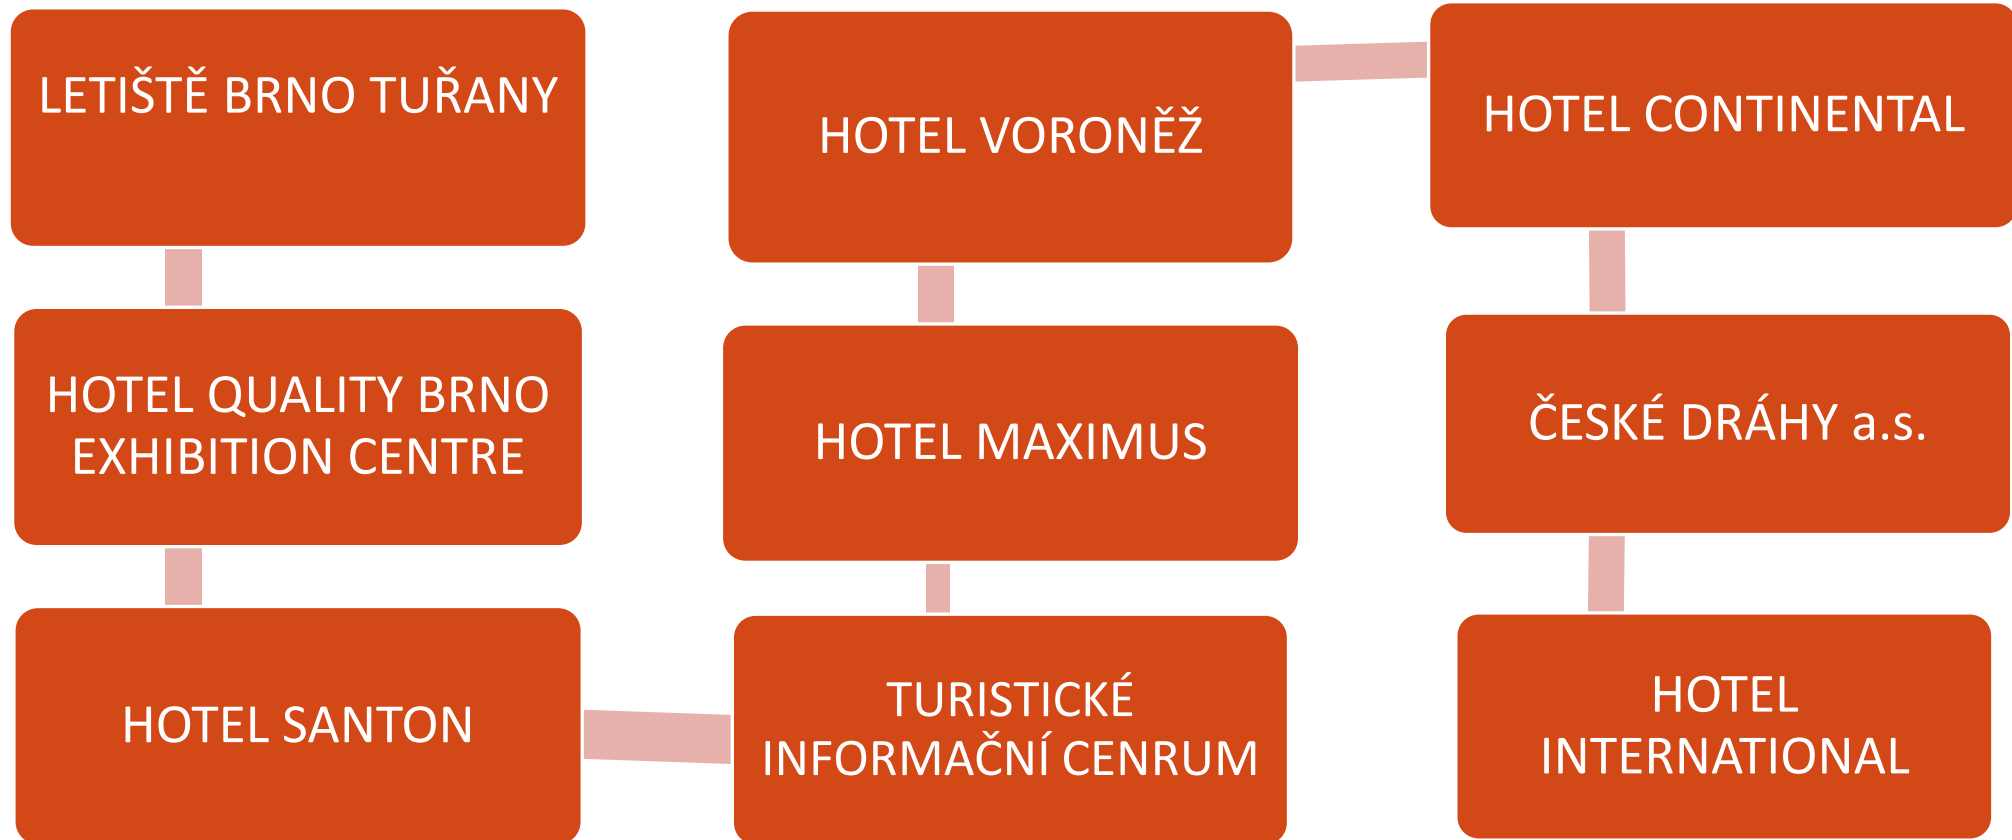 LETIŠTĚ BRNO TUŘANY
HOTEL QUALITY BRNO
EXHIBITION CENTRE
HOTEL SANTON
TURISTICKÉ
INFORMAČNÍ CENRUM
HOTEL MAXIMUS
HOTEL VORONĚŽ
HOTEL CONTINENTAL
ČESKÉ DRÁHY a.s.
HOTEL
INTERNATIONAL